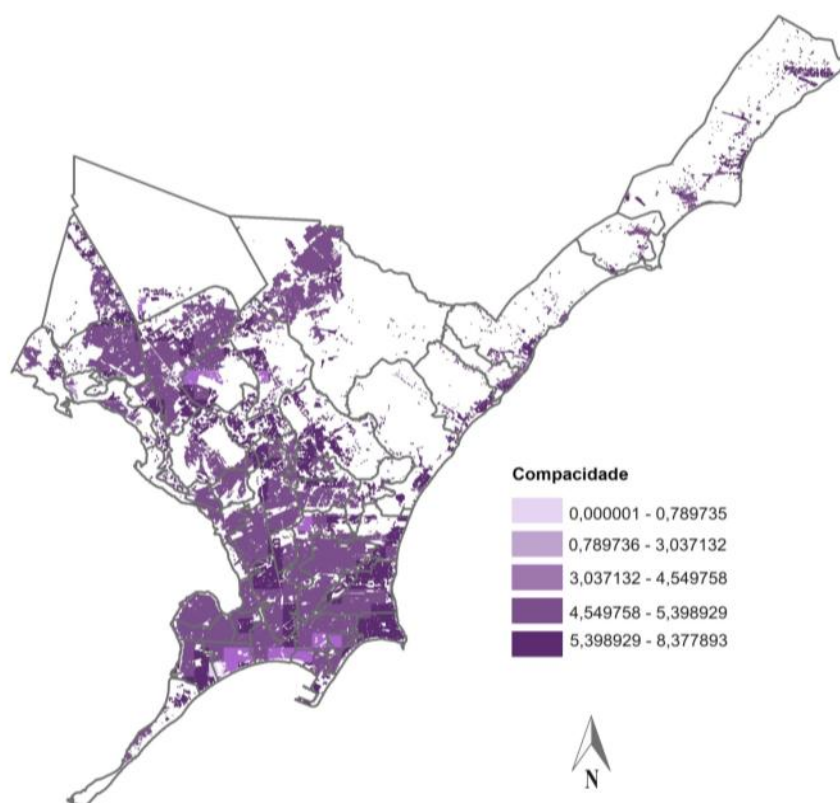 Compacidade
0,000001 - 0,789735
0,789736 - 3,037132
3,037132 - 4,549758
4,549758 - 5,398929
5,398929 - 8,377893
N